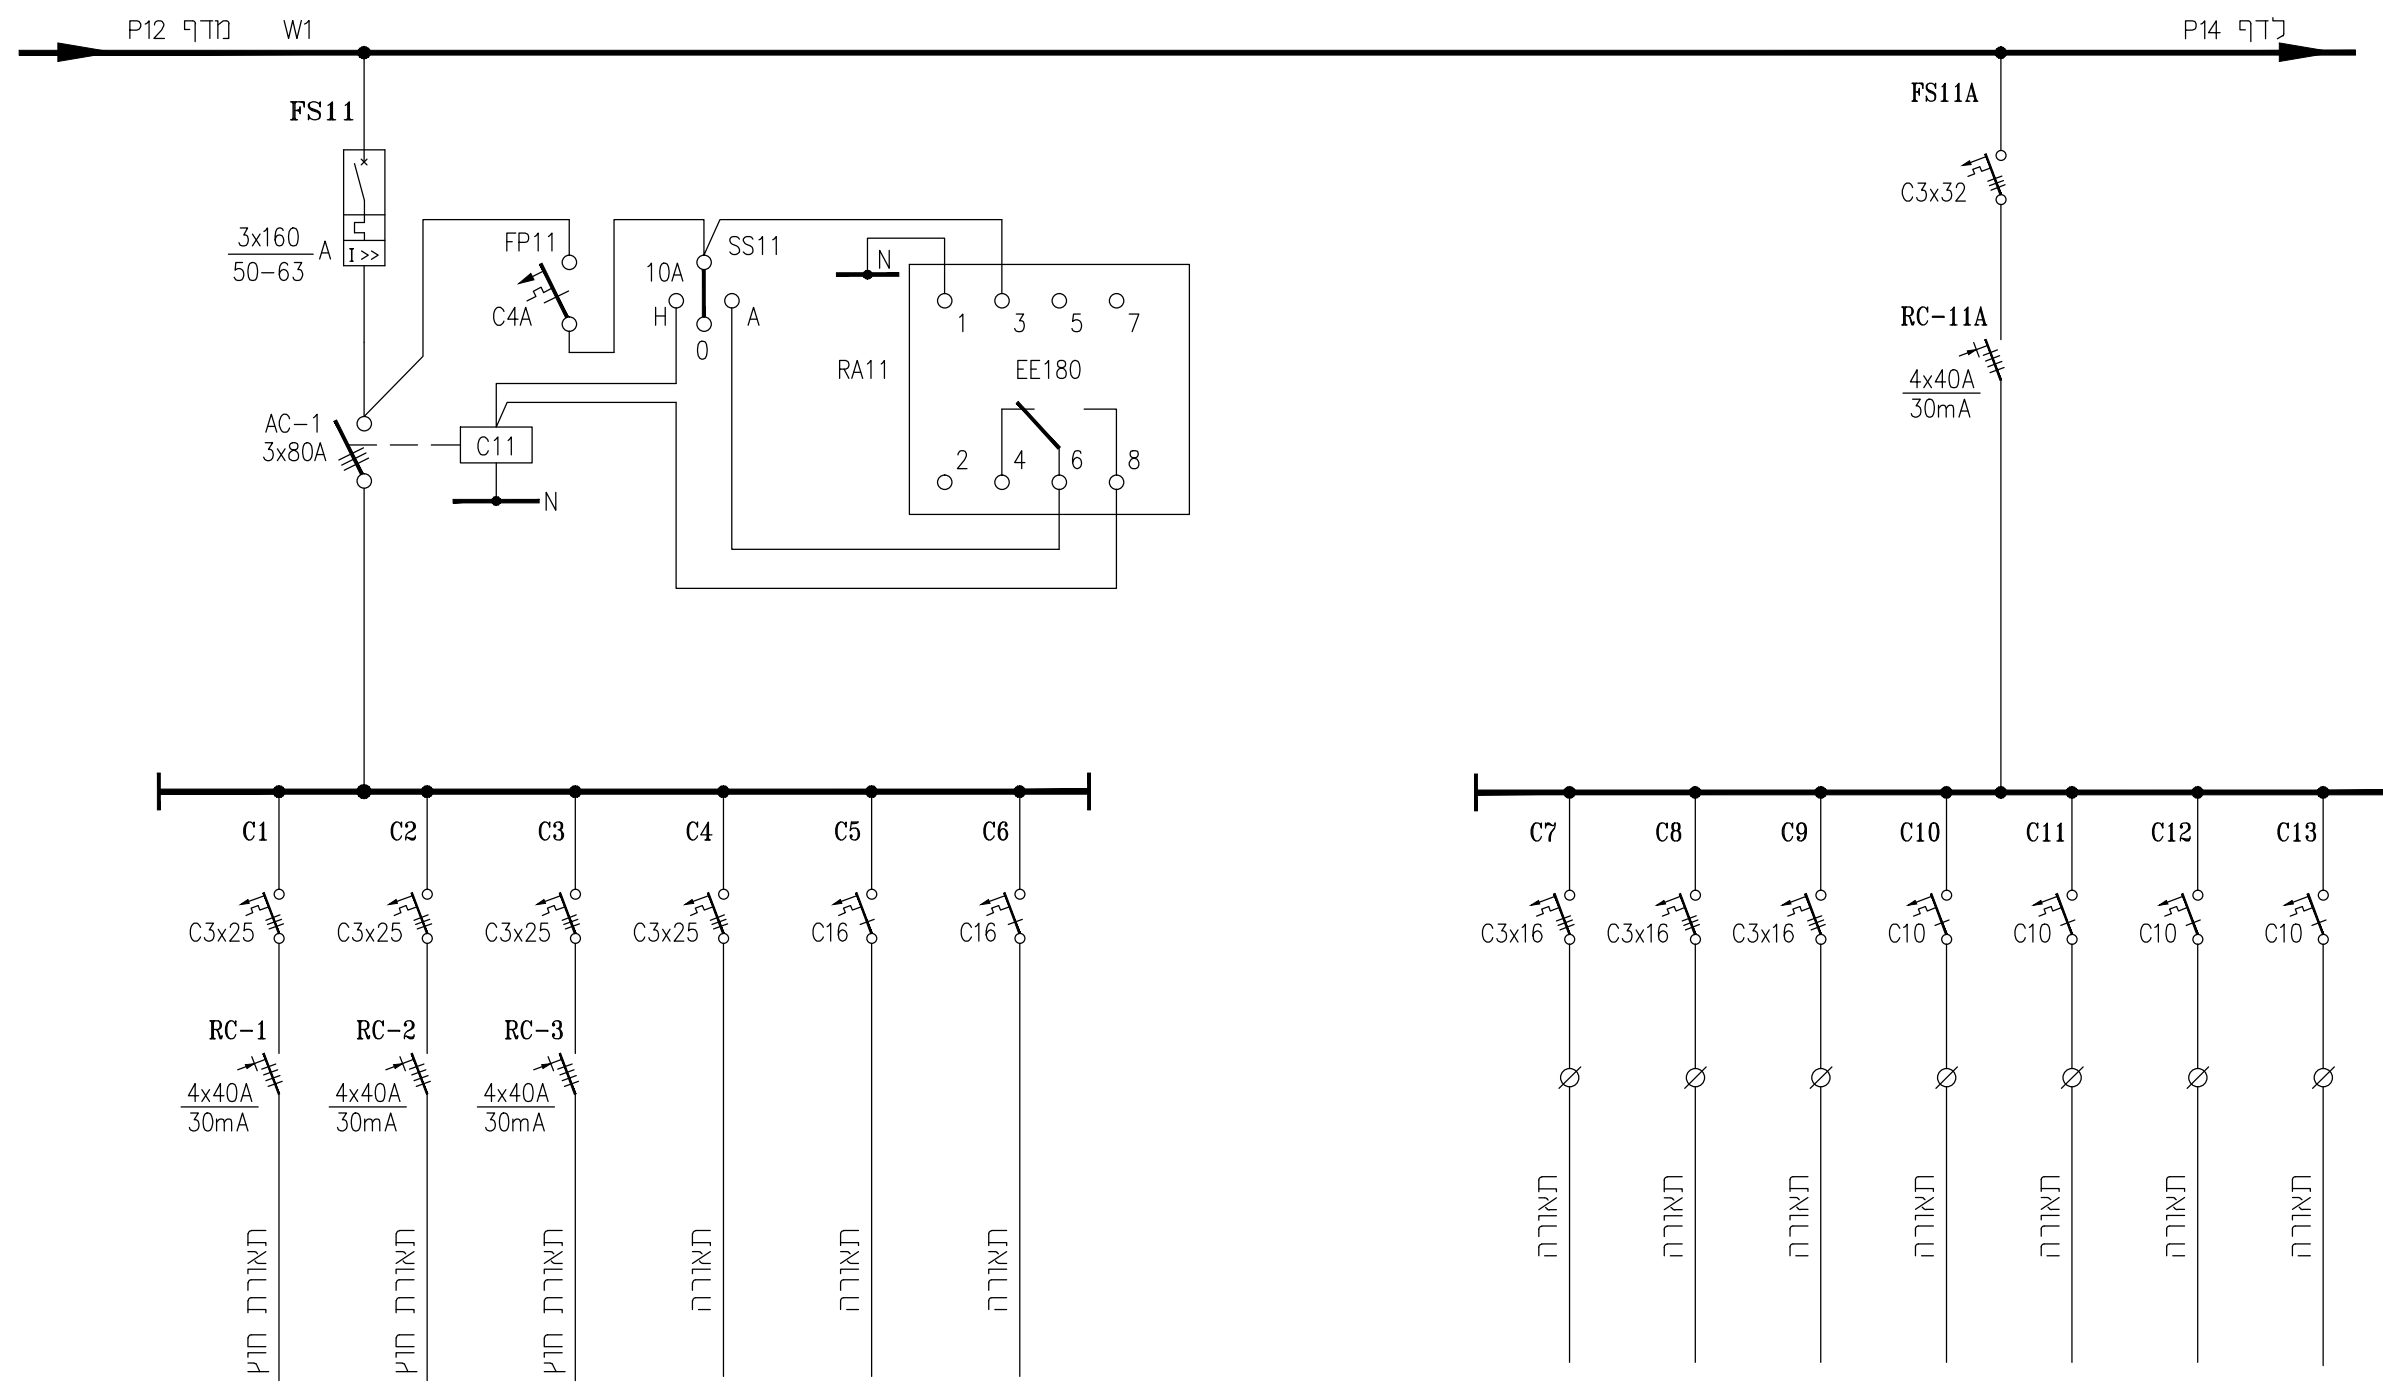 מדף P12
W1
לדף P14
FS11
FS11A
3x160
50-63
A
I >>
C3x32
FP11
C4A
10A
SS11
H
A
0
N
1
3
5
7
RA11
EE180
RC-11A
4x40A
30mA
AC-1
3x80A
C11
N
2
4
6
8
C1
C2
C3
C4
C5
C6
C7
C8
C9
C10
C11
C12
C13
C3x25
C3x25
C3x25
C3x25
C16
C16
C3x16
C3x16
C3x16
C10
C10
C10
C10
RC-1
RC-2
RC-3
4x40A
30mA
4x40A
30mA
4x40A
30mA
תאורת חוץ
תאורת חוץ
תאורת חוץ
תאורה
תאורה
תאורה
תאורה
תאורה
תאורה
תאורה
תאורה
תאורה
תאורה